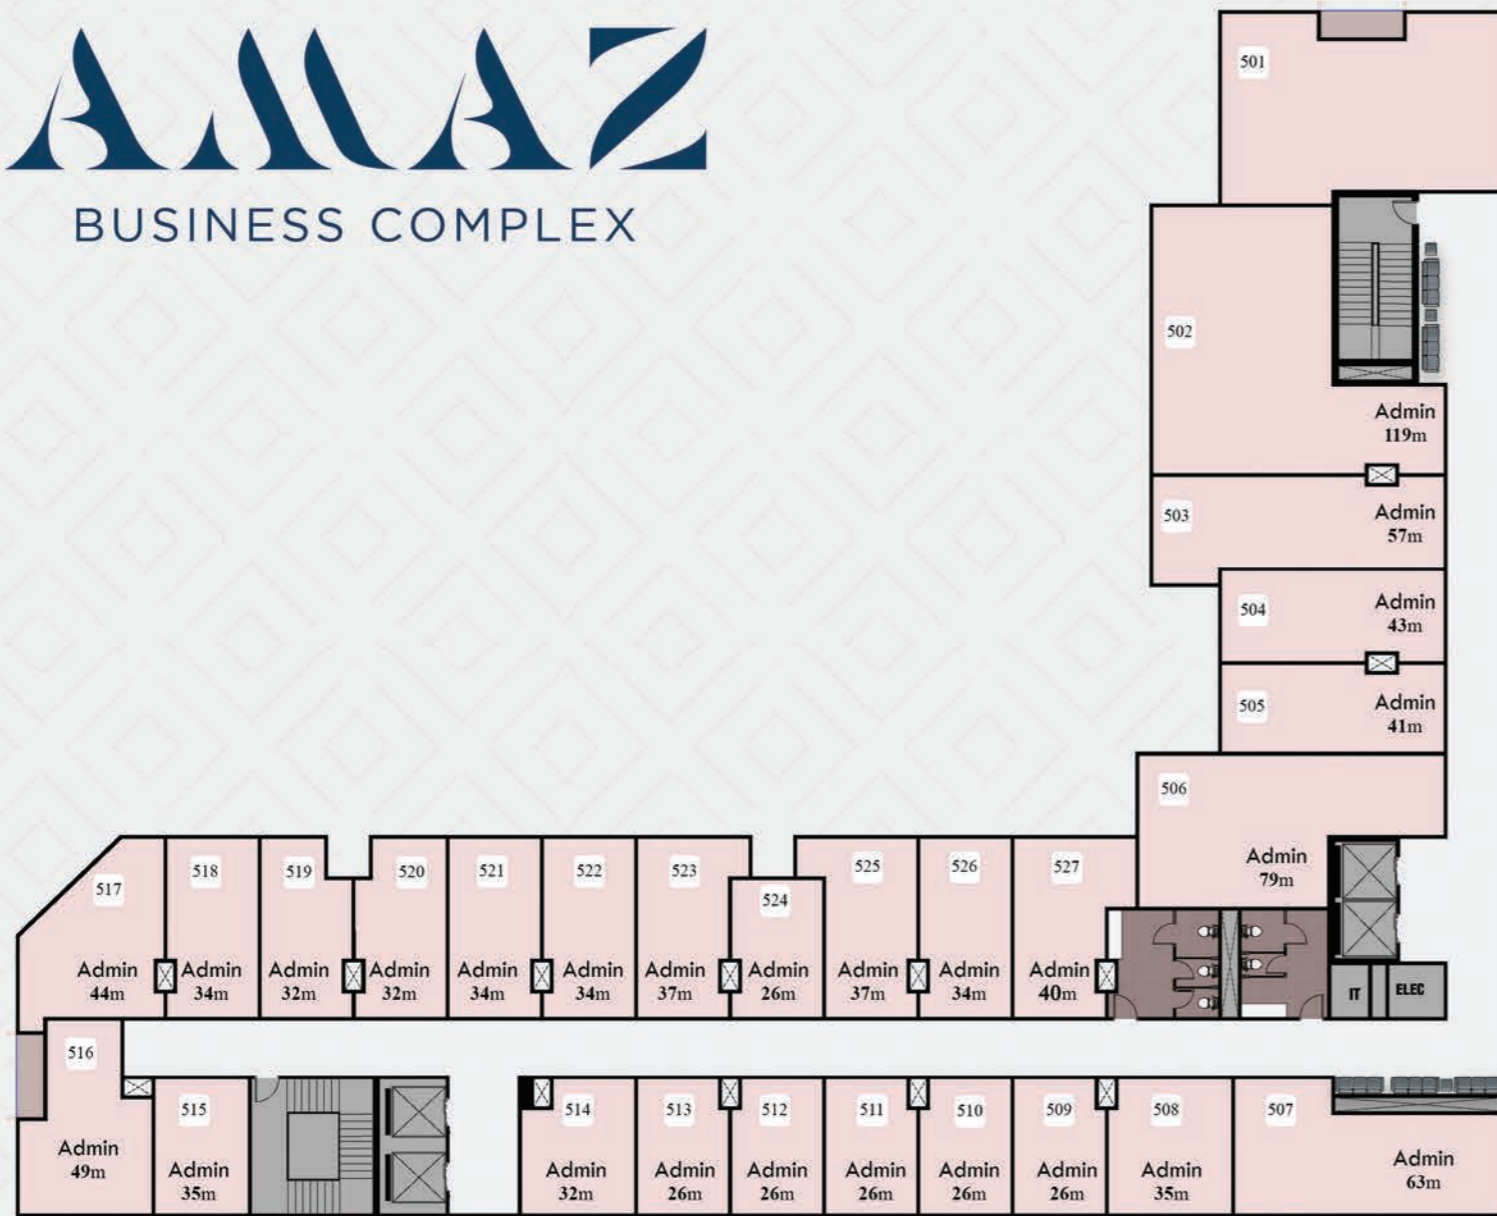 AMAZ
BUSINESS COMPLEX
501
502
Admin
119m
503
Admin
57m
504
Admin
43m
505
Admin
41m
506
Admin
79m
517
Admin
44m
518
Admin
34m
519
Admin
32m
520
Admin
32m
521
Admin
34m
522
Admin
34m
523
Admin
37m
524
Admin
26m
525
Admin
37m
526
Admin
34m
527
Admin
40m
IT
ELEC
516
Admin
49m
515
Admin
35m
514
Admin
32m
513
Admin
26m
512
Admin
26m
511
Admin
26m
510
Admin
26m
509
Admin
26m
508
Admin
35m
507
Admin
63m